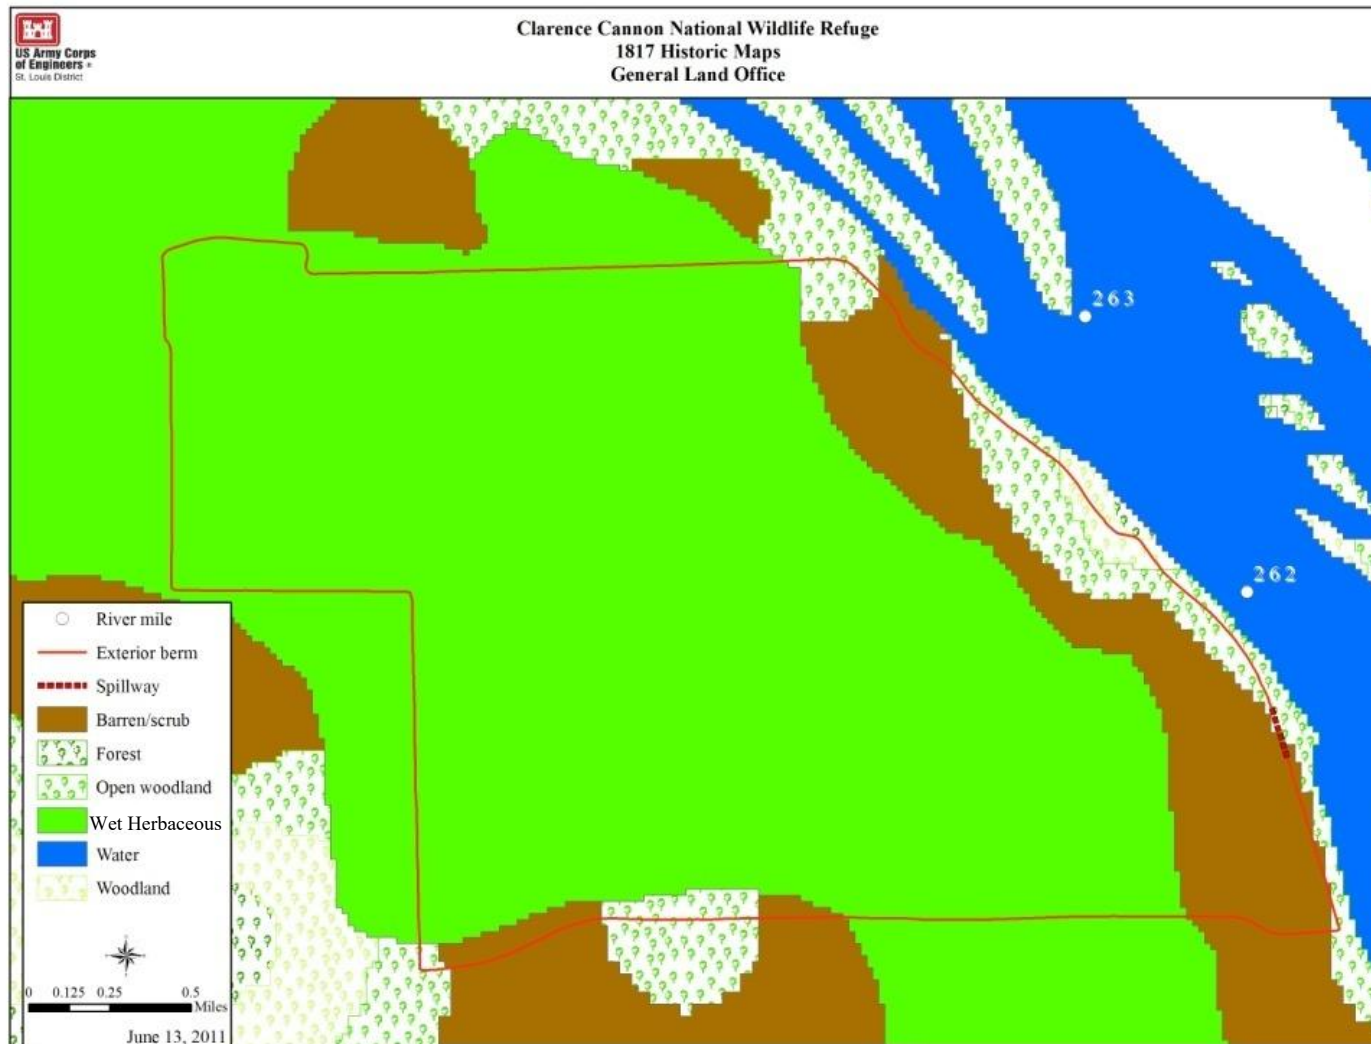 US Army Corps
of Engineers ®
St. Louis District
Clarence Cannon National Wildlife Refuge
1817 Historic Maps
General Land Office
263
262
River mile
Exterior berm
Spillway
Barren/scrub
Forest
Open woodland
Wet Herbaceous
Water
Woodland
0 0.125 0.25 0.5
Miles
June 13, 2011